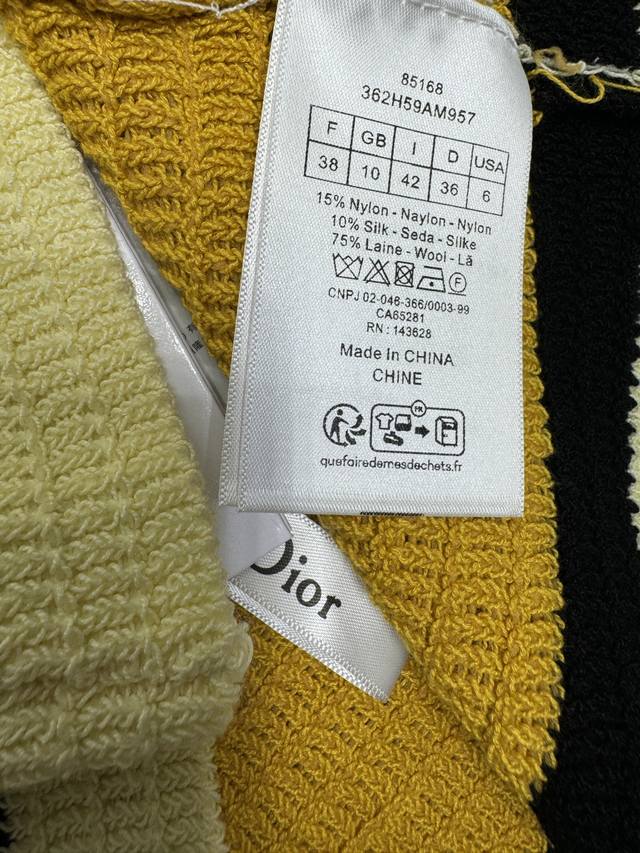 85168
362H59AM957
F GB I D USA
38 10 42 36 6
15% Nylon - Naylon - Nylon
10% Silk - Seda - Silke
75% Laine - Wool - Lã
F
CNPJ 02-046-366/0003-99
CA65281
RN : 143628
Made In CHINA
CHINE
FR
quefairedemesdechets.fr
Dior